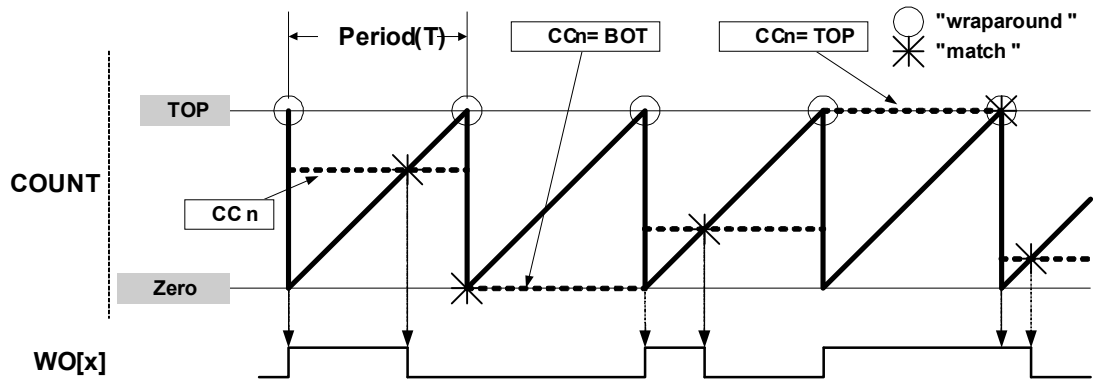 Period(T)
CCn= BOT
CCn= TOP
"wraparound "
"match "
TOP
COUNT
CC n
Zero
WO[x]